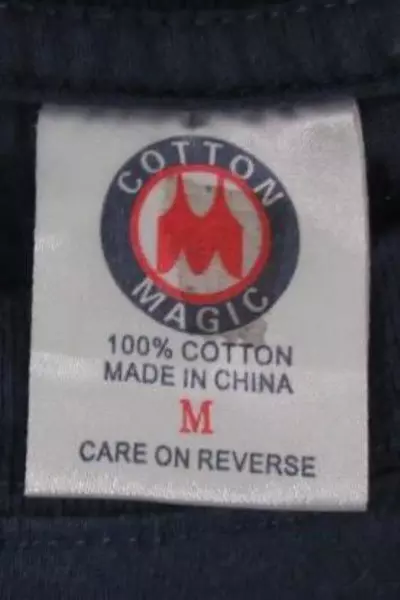 COTTON
MAGIC
100% COTTON
MADE IN CHINA
M
CARE ON REVERSE